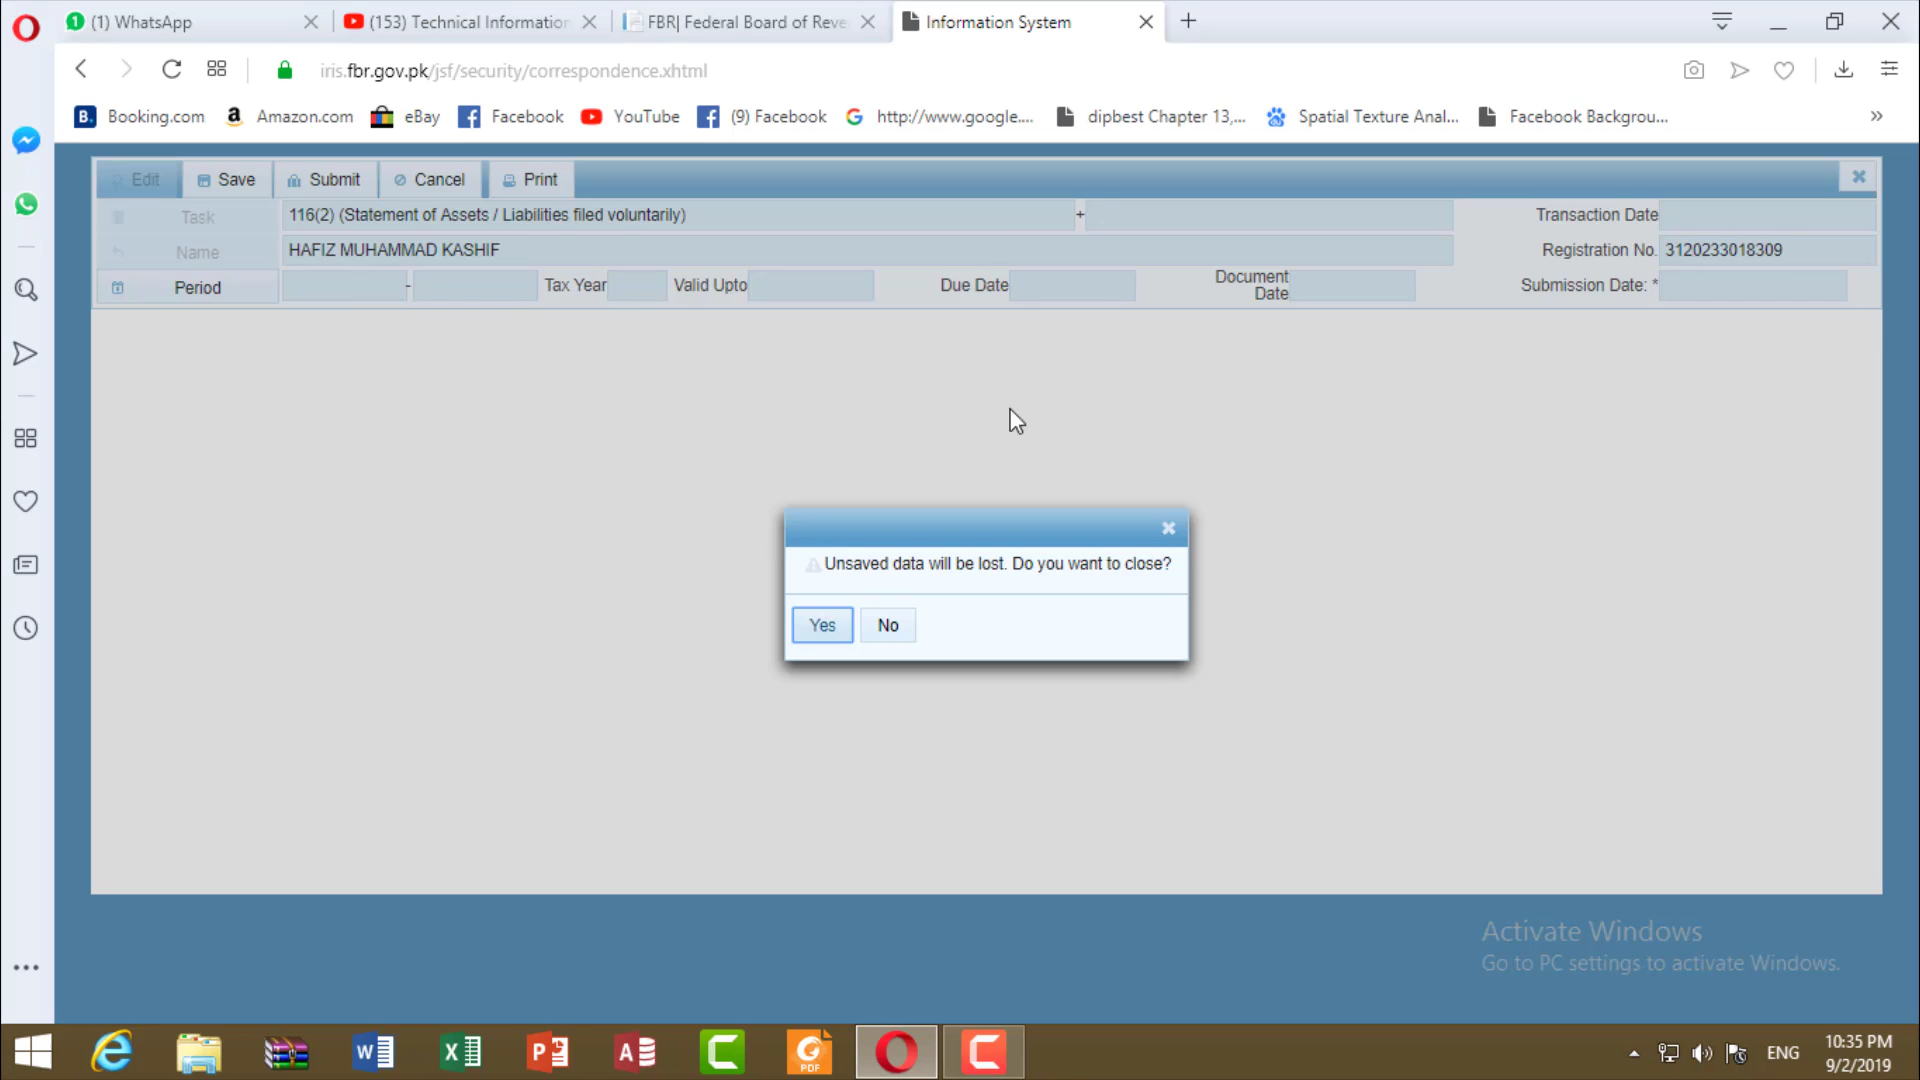 (1) WhatsApp
(153) Technical Information
FBR| Federal Board of Reve
Information System
iris.fbr.gov.pk/jsf/security/correspondence.xhtml
Booking.com
Amazon.com
eBay
Facebook
YouTube
(9) Facebook
http://www.google....
dipbest Chapter 13,...
Spatial Texture Anal...
Facebook Backgrou...
»
Edit
Save
Submit
Cancel
Print
Task
116(2) (Statement of Assets / Liabilities filed voluntarily)
+
Transaction Date
Name
HAFIZ MUHAMMAD KASHIF
Registration No.
3120233018309
Period
-
Tax Year
Valid Upto
Due Date
Document
Date
Submission Date: *
Unsaved data will be lost. Do you want to close?
Yes
No
Activate Windows
Go to PC settings to activate Windows.
ENG
10:35 PM
9/2/2019